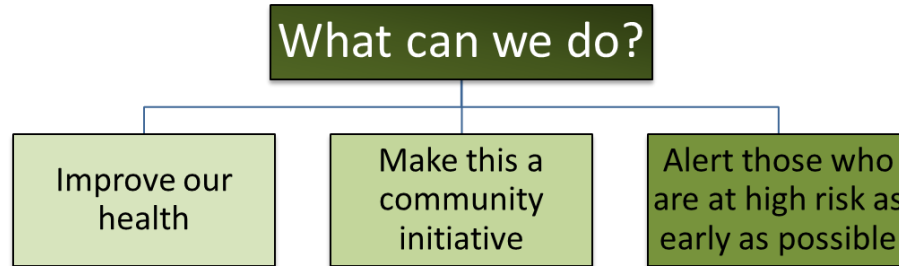 What can we do?
Improve our
health
Make this a
community
initiative
Alert those who
are at high risk as
early as possible